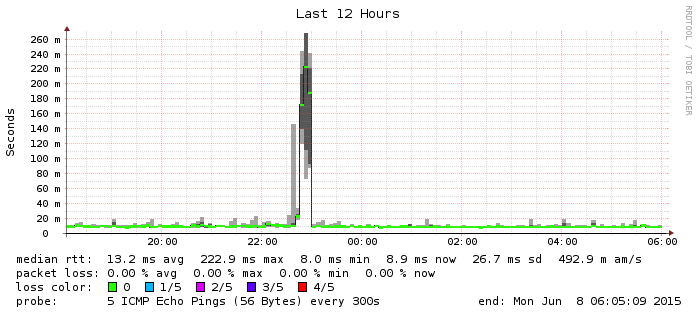 Last 12 Hours
RRDTOOL / TOBI OETIKER
Seconds
260 m
240 m
220 m
200 m
180 m
160 m
140 m
120 m
100 m
80 m
60 m
40 m
20 m
0
20:00 22:00 00:00 02:00 04:00 06:00
median rtt: 13.2 ms avg 222.9 ms max 8.0 ms min 8.9 ms now 26.7 ms sd 492.9 m am/s
packet loss: 0.00 % avg 0.00 % max 0.00 % min 0.00 % now
loss color: 0 1/5 2/5 3/5 4/5
probe: 5 ICMP Echo Pings (56 Bytes) every 300s end: Mon Jun 8 06:05:09 2015